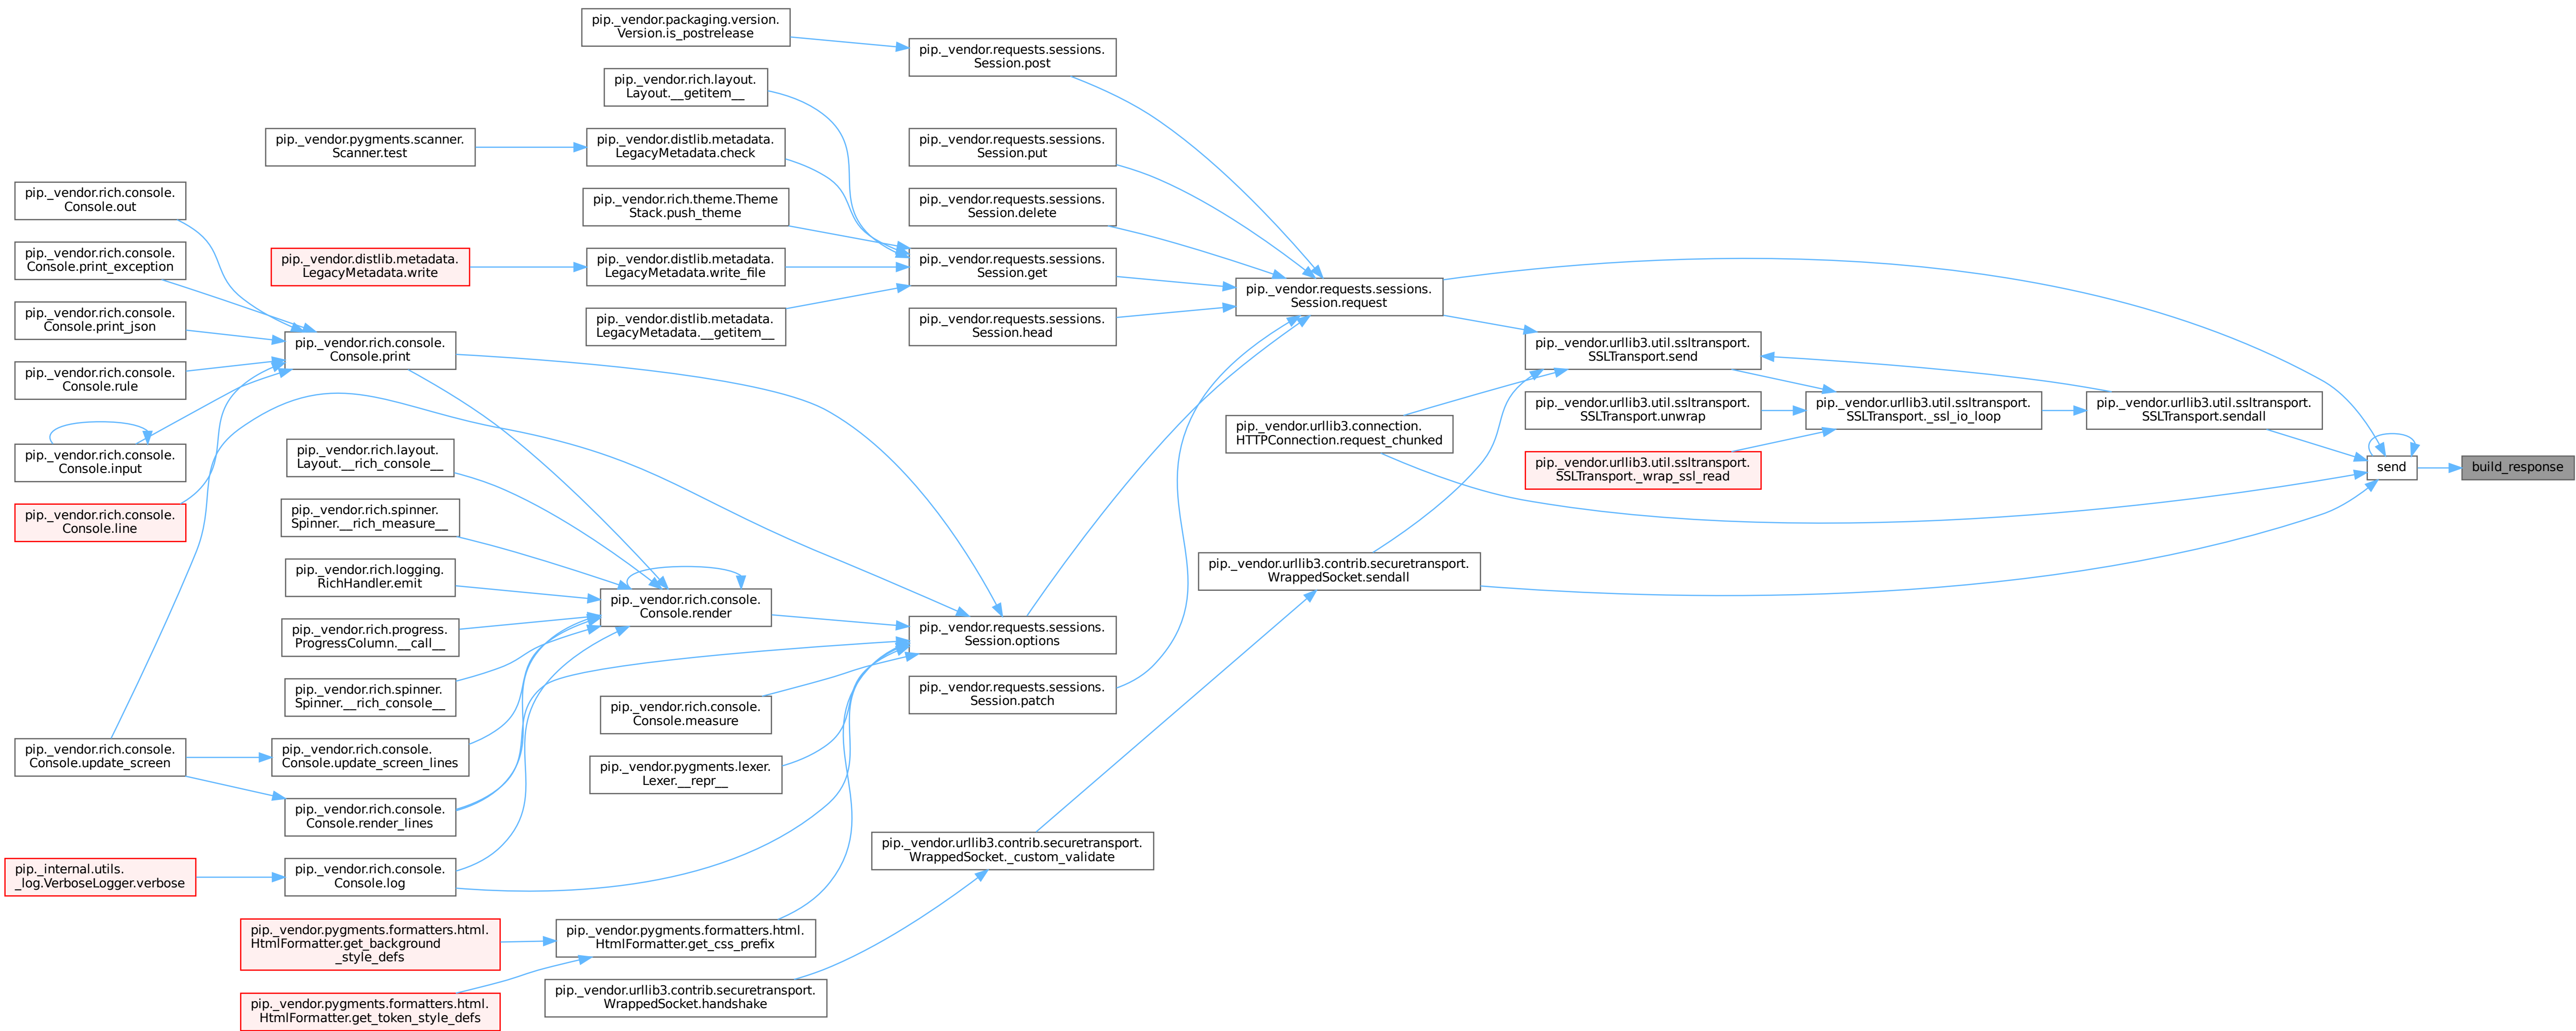 pip._vendor.packaging.version.
Version.is_postrelease
pip._vendor.requests.sessions.
Session.post
pip._vendor.rich.layout.
Layout.__getitem__
pip._vendor.pygments.scanner.
Scanner.test
pip._vendor.distlib.metadata.
LegacyMetadata.check
pip._vendor.requests.sessions.
Session.put
pip._vendor.rich.console.
Console.out
pip._vendor.rich.theme.Theme
Stack.push_theme
pip._vendor.requests.sessions.
Session.delete
pip._vendor.rich.console.
Console.print_exception
pip._vendor.distlib.metadata.
LegacyMetadata.write
pip._vendor.distlib.metadata.
LegacyMetadata.write_file
pip._vendor.requests.sessions.
Session.get
pip._vendor.requests.sessions.
Session.request
pip._vendor.rich.console.
Console.print_json
pip._vendor.distlib.metadata.
LegacyMetadata.__getitem__
pip._vendor.requests.sessions.
Session.head
pip._vendor.rich.console.
Console.print
pip._vendor.urllib3.util.ssltransport.
SSLTransport.send
pip._vendor.rich.console.
Console.rule
pip._vendor.urllib3.util.ssltransport.
SSLTransport.unwrap
pip._vendor.urllib3.util.ssltransport.
SSLTransport._ssl_io_loop
pip._vendor.urllib3.util.ssltransport.
SSLTransport.sendall
pip._vendor.urllib3.connection.
HTTPConnection.request_chunked
pip._vendor.rich.console.
Console.input
pip._vendor.rich.layout.
Layout.__rich_console__
pip._vendor.urllib3.util.ssltransport.
SSLTransport._wrap_ssl_read
send
build_response
pip._vendor.rich.console.
Console.line
pip._vendor.rich.spinner.
Spinner.__rich_measure__
pip._vendor.rich.logging.
RichHandler.emit
pip._vendor.urllib3.contrib.securetransport.
WrappedSocket.sendall
pip._vendor.rich.console.
Console.render
pip._vendor.rich.progress.
ProgressColumn.__call__
pip._vendor.requests.sessions.
Session.options
pip._vendor.rich.spinner.
Spinner.__rich_console__
pip._vendor.rich.console.
Console.measure
pip._vendor.requests.sessions.
Session.patch
pip._vendor.rich.console.
Console.update_screen
pip._vendor.rich.console.
Console.update_screen_lines
pip._vendor.pygments.lexer.
Lexer.__repr__
pip._vendor.rich.console.
Console.render_lines
pip._vendor.urllib3.contrib.securetransport.
WrappedSocket._custom_validate
pip._internal.utils.
_log.VerboseLogger.verbose
pip._vendor.rich.console.
Console.log
pip._vendor.pygments.formatters.html.
HtmlFormatter.get_background
_style_defs
pip._vendor.pygments.formatters.html.
HtmlFormatter.get_css_prefix
pip._vendor.urllib3.contrib.securetransport.
WrappedSocket.handshake
pip._vendor.pygments.formatters.html.
HtmlFormatter.get_token_style_defs